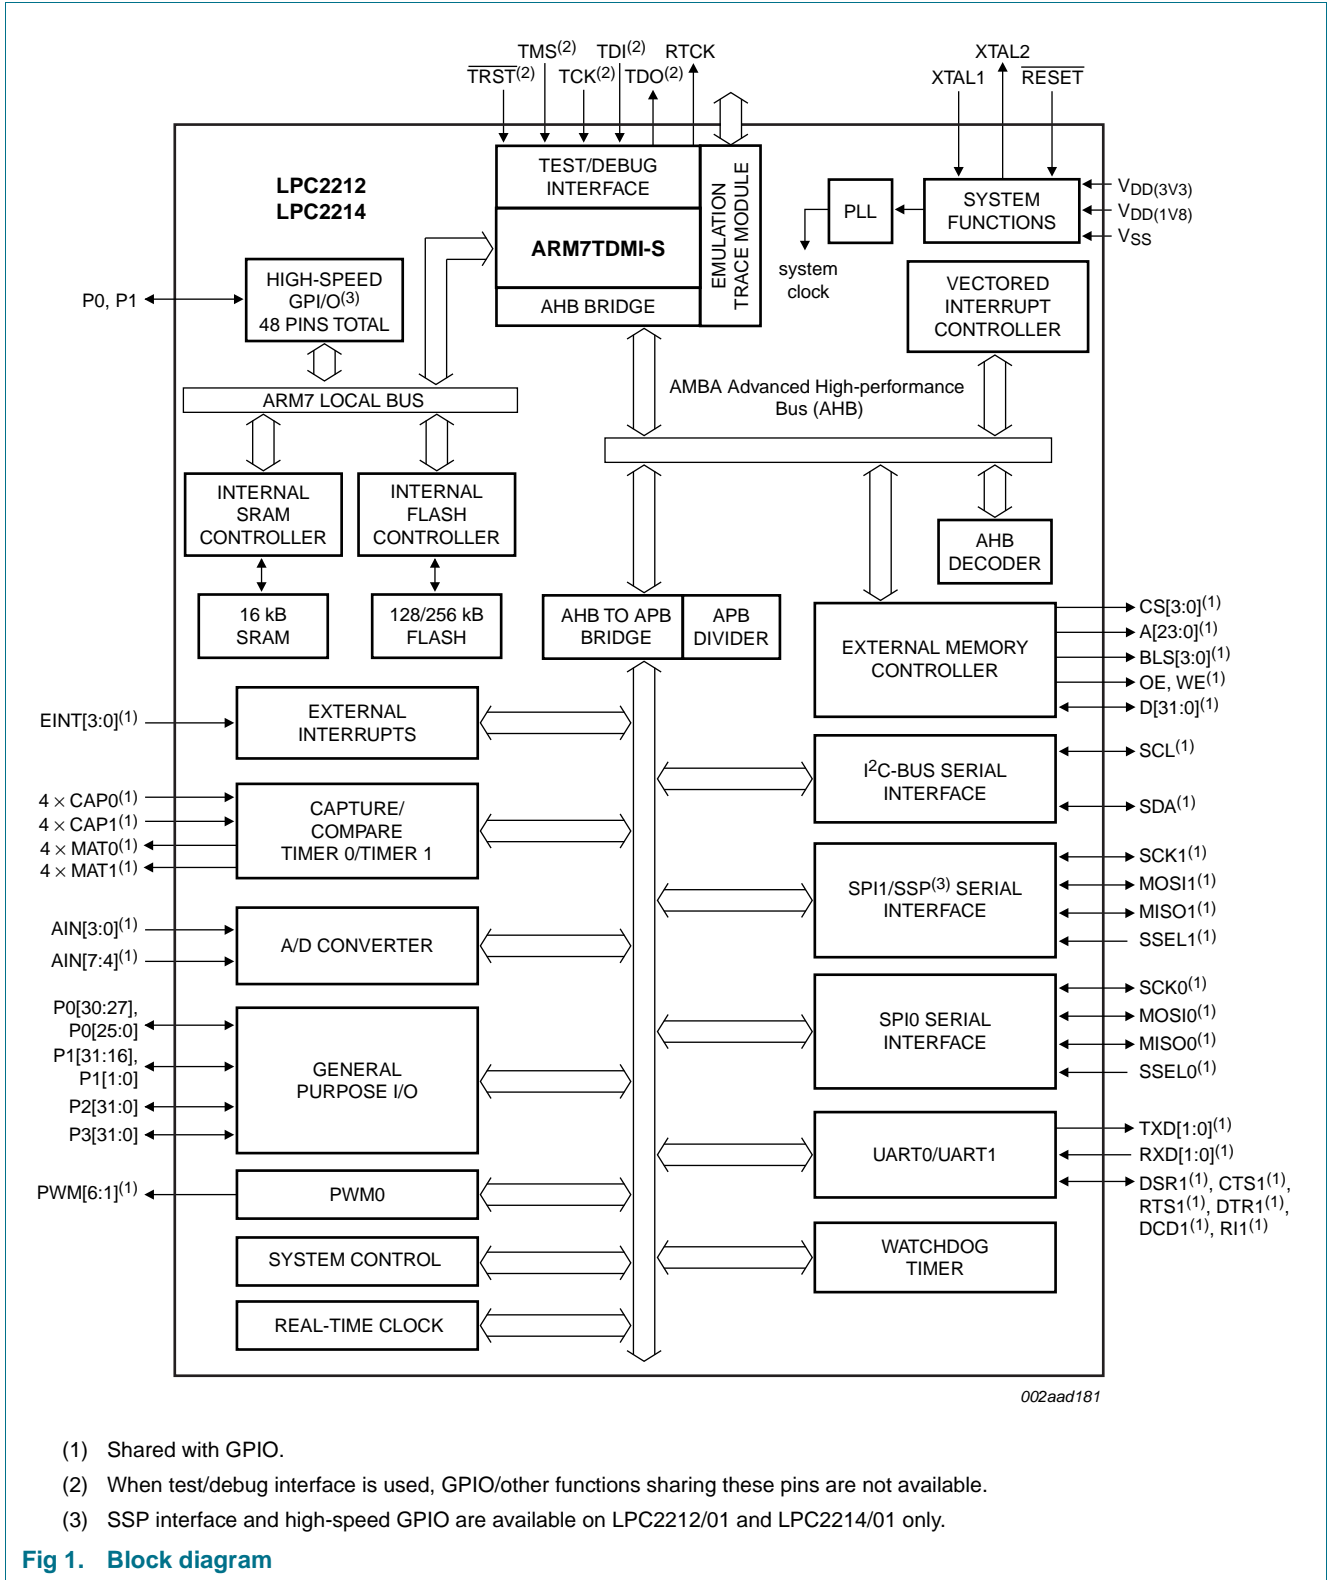 TMS(2) TDI(2) RTCK
TRST(2) TCK(2) TDO(2)
XTAL2
XTAL1 RESET
LPC2212
LPC2214
TEST/DEBUG
INTERFACE
ARM7TDMI-S
AHB BRIDGE
EMULATION
TRACE MODULE
PLL
system
clock
SYSTEM
FUNCTIONS
VDD(3V3)
VDD(1V8)
VSS
P0, P1
HIGH-SPEED
GPI/O(3)
48 PINS TOTAL
VECTORED
INTERRUPT
CONTROLLER
ARM7 LOCAL BUS
AMBA Advanced High-performance
Bus (AHB)
INTERNAL
SRAM
CONTROLLER
INTERNAL
FLASH
CONTROLLER
AHB
DECODER
16 kB
SRAM
128/256 kB
FLASH
AHB TO APB
BRIDGE
APB
DIVIDER
EXTERNAL MEMORY
CONTROLLER
CS[3:0](1)
A[23:0](1)
BLS[3:0](1)
OE, WE(1)
D[31:0](1)
EINT[3:0](1)
EXTERNAL
INTERRUPTS
I2C-BUS SERIAL
INTERFACE
SCL(1)
SDA(1)
4 × CAP0(1)
4 × CAP1(1)
4 × MAT0(1)
4 × MAT1(1)
CAPTURE/
COMPARE
TIMER 0/TIMER 1
SPI1/SSP(3) SERIAL
INTERFACE
SCK1(1)
MOSI1(1)
MISO1(1)
SSEL1(1)
AIN[3:0](1)
AIN[7:4](1)
A/D CONVERTER
SPI0 SERIAL
INTERFACE
SCK0(1)
MOSI0(1)
MISO0(1)
SSEL0(1)
P0[30:27],
P0[25:0]
P1[31:16],
P1[1:0]
P2[31:0]
P3[31:0]
GENERAL
PURPOSE I/O
UART0/UART1
TXD[1:0](1)
RXD[1:0](1)
DSR1(1), CTS1(1),
RTS1(1), DTR1(1),
DCD1(1), RI1(1)
PWM[6:1](1)
PWM0
SYSTEM CONTROL
WATCHDOG
TIMER
REAL-TIME CLOCK
002aad181
(1) Shared with GPIO.
(2) When test/debug interface is used, GPIO/other functions sharing these pins are not available.
(3) SSP interface and high-speed GPIO are available on LPC2212/01 and LPC2214/01 only.
Fig 1. Block diagram